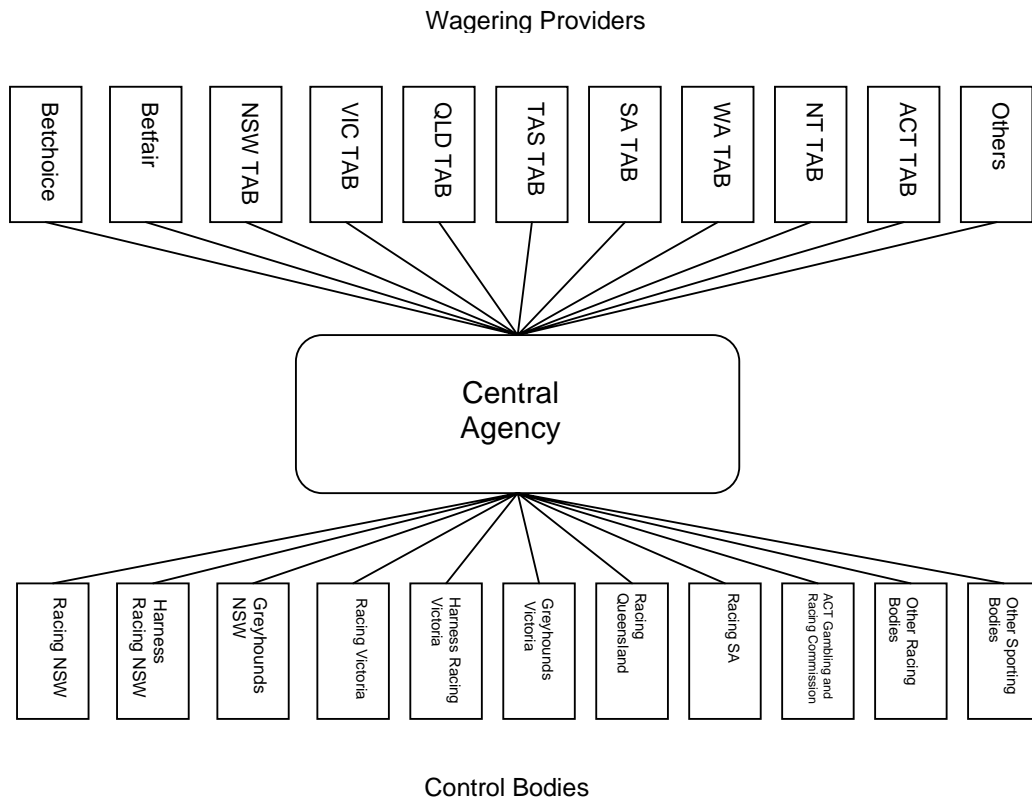 Wagering Providers
Betchoice
Betfair
NSW TAB
VIC TAB
QLD TAB
TAS TAB
SA TAB
WA TAB
NT TAB
ACT TAB
Others
Central
Agency
Racing NSW
Harness
Racing NSW
Greyhounds
NSW
Racing Victoria
Harness Racing
Victoria
Greyhounds
Victoria
Racing
Queensland
Racing SA
ACT Gambling and
Racing Commission
Other Racing
Bodies
Other Sporting
Bodies
Control Bodies